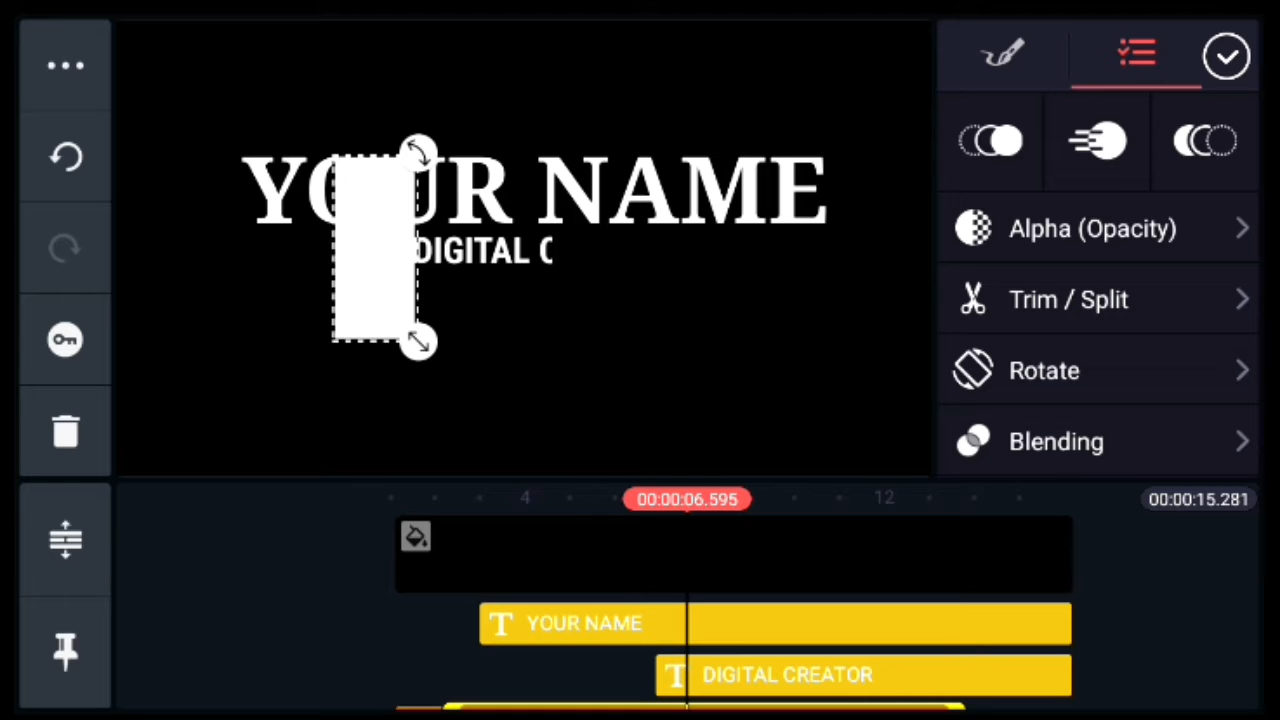 YOUR NAME
DIGITAL C
Alpha (Opacity)
Trim / Split
Rotate
Blending
4
00:00:06.595
12
00:00:15.281
T YOUR NAME
T DIGITAL CREATOR